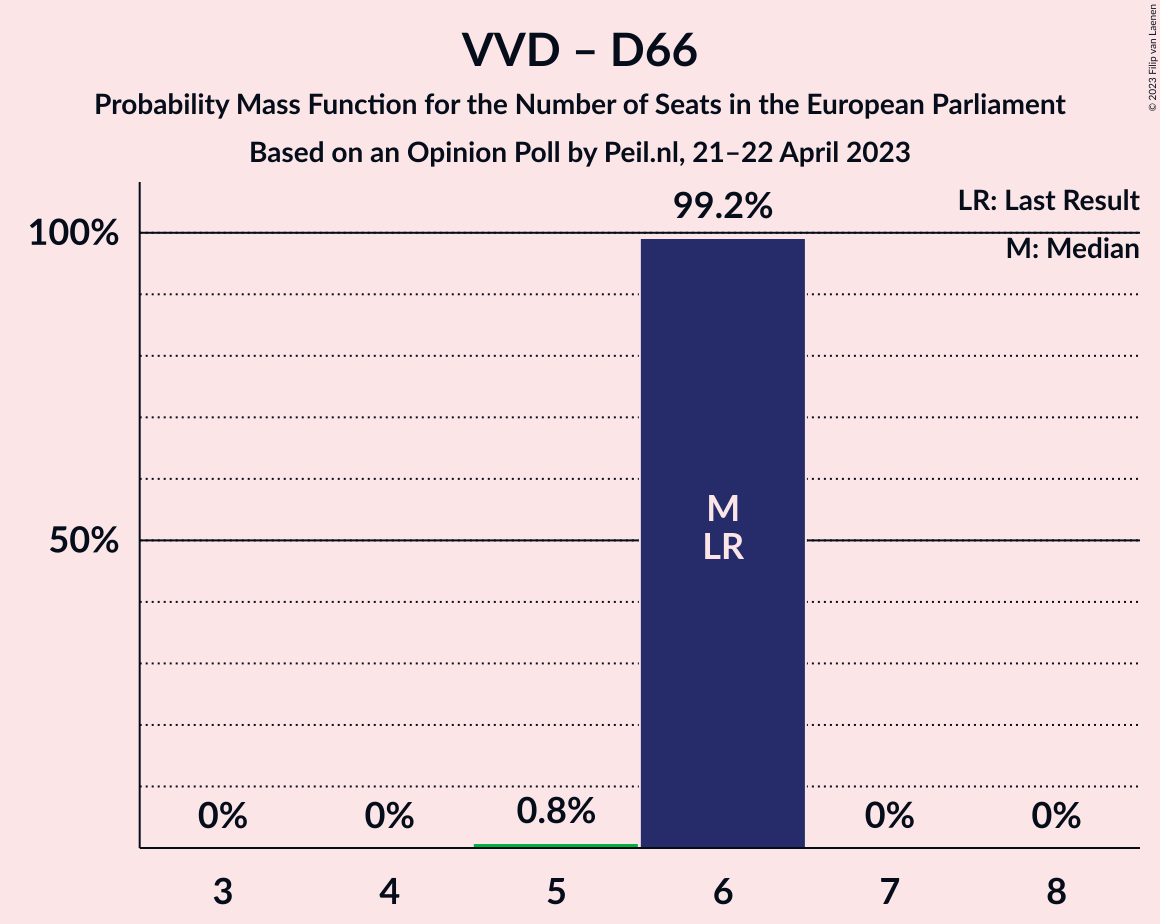 VVD – D66
Probability Mass Function for the Number of Seats in the European Parliament
Based on an Opinion Poll by Peil.nl, 21–22 April 2023
© 2023 Filip van Laenen
LR: Last Result
M: Median
100%
50%
99.2%
M
LR
0%
0%
0.8%
0%
0%
3
4
5
6
7
8